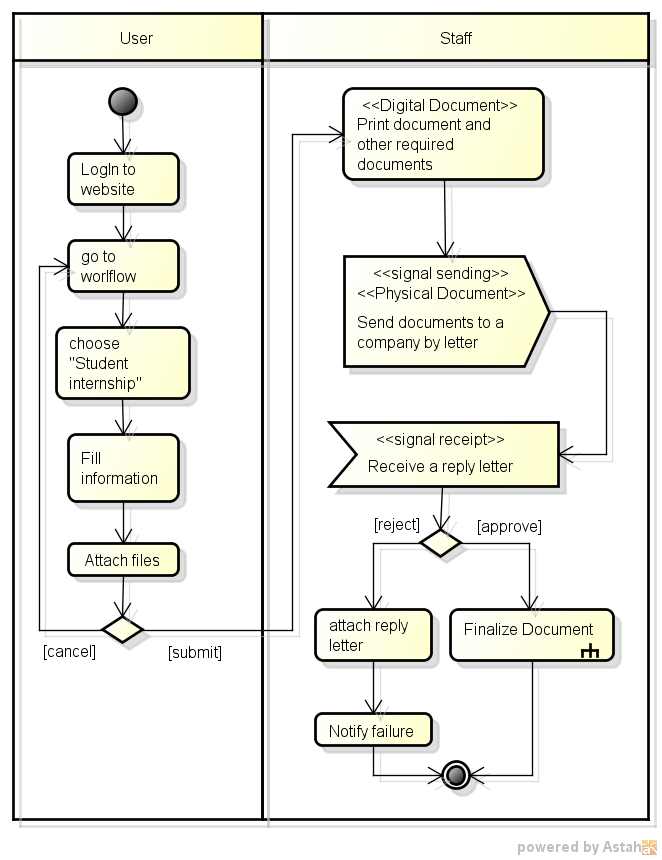 User
Staff
LogIn to
website
go to
worlflow
choose
"Student
internship"
Fill
information
Attach files
[cancel]
[submit]
<<Digital Document>>
Print document and
other required
documents
<<signal sending>>
<<Physical Document>>
Send documents to a
company by letter
<<signal receipt>>
Receive a reply letter
[reject]
[approve]
attach reply
letter
Finalize Document
Notify failure
powered by Astah